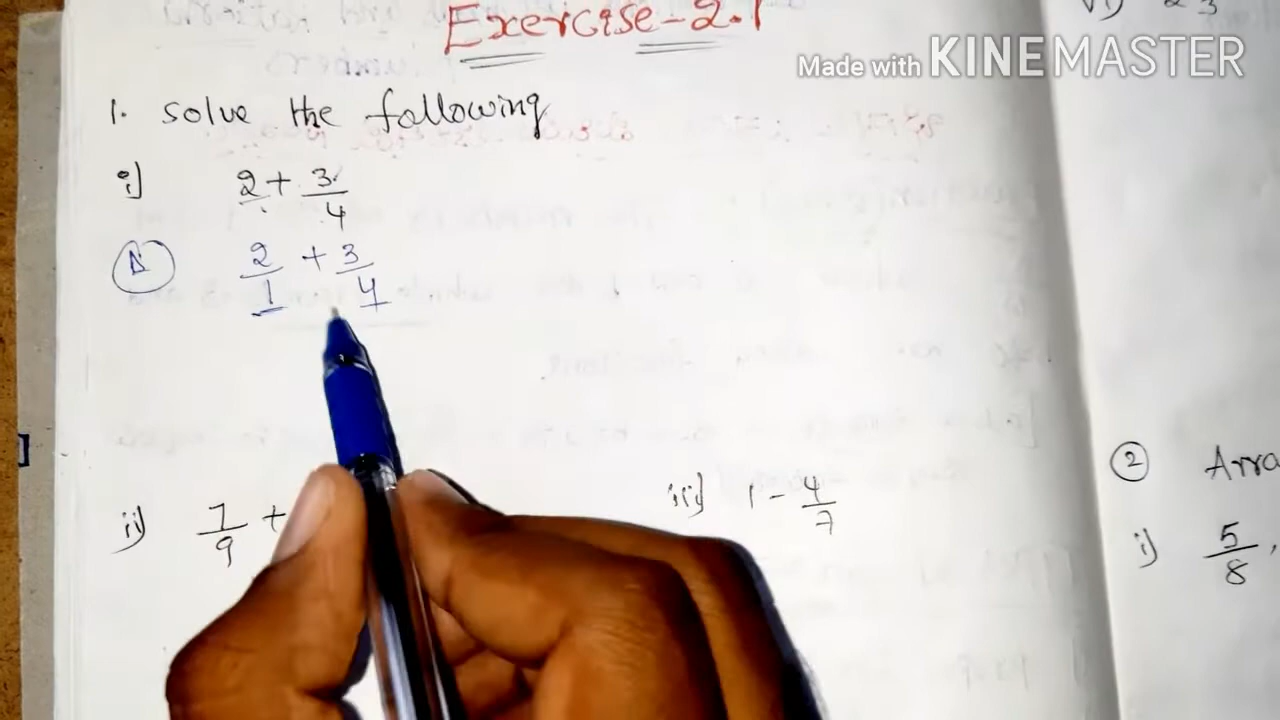 Exercise-2.1
Made with KINEMASTER
1. Solve the following
i) 2 + 3/4
A 2/1 + 3/4
ii) 7/9 +
iii) 1 - 4/7
② Arra
i) 5/8,